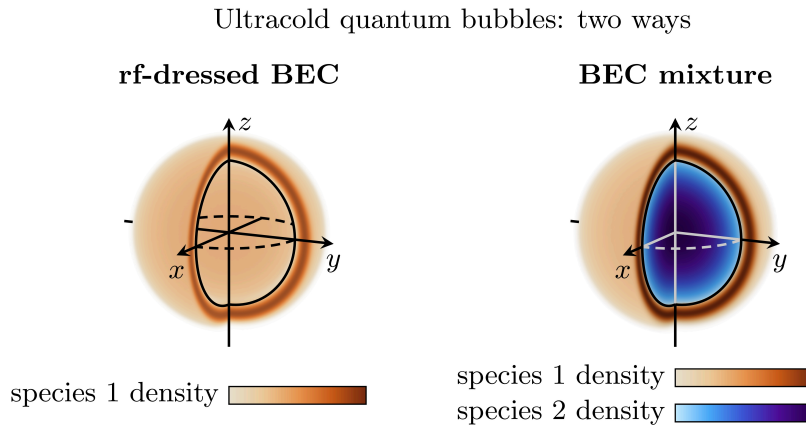 Ultracold quantum bubbles: two ways
rf-dressed BEC
BEC mixture
z
y
x
z
y
x
species 1 density
species 1 density
species 2 density